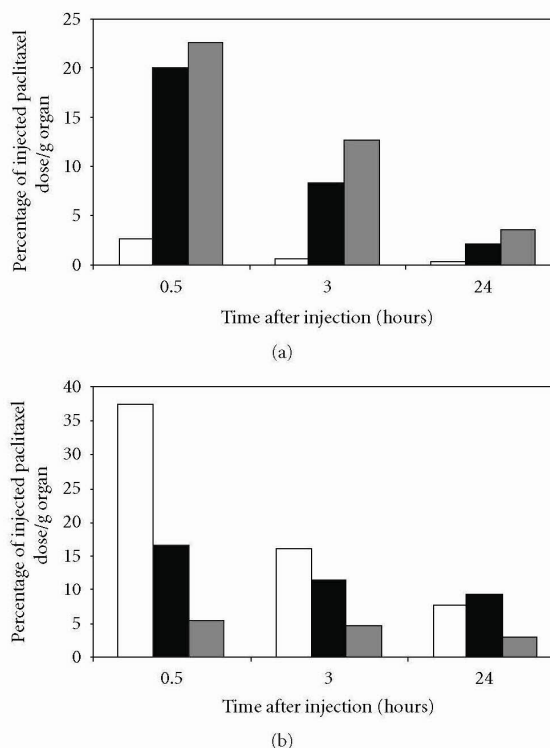 25
20
15
10
5
0
Percentage of injected paclitaxel
dose/g organ
0.5 3 24
Time after injection (hours)
(a)
40
35
30
25
20
15
10
5
0
Percentage of injected paclitaxel
dose/g organ
0.5 3 24
Time after injection (hours)
(b)